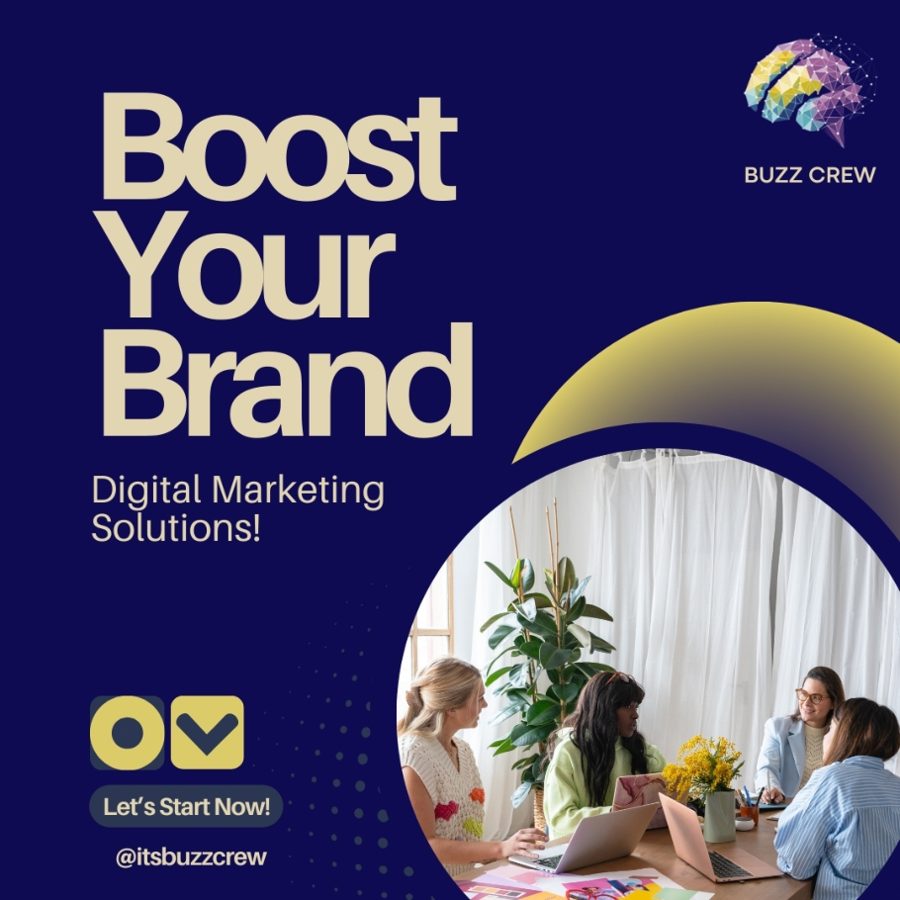 BUZZ CREW
Boost
Your
Brand
Digital Marketing
Solutions!
Let's Start Now!
@itsbuzzcrew